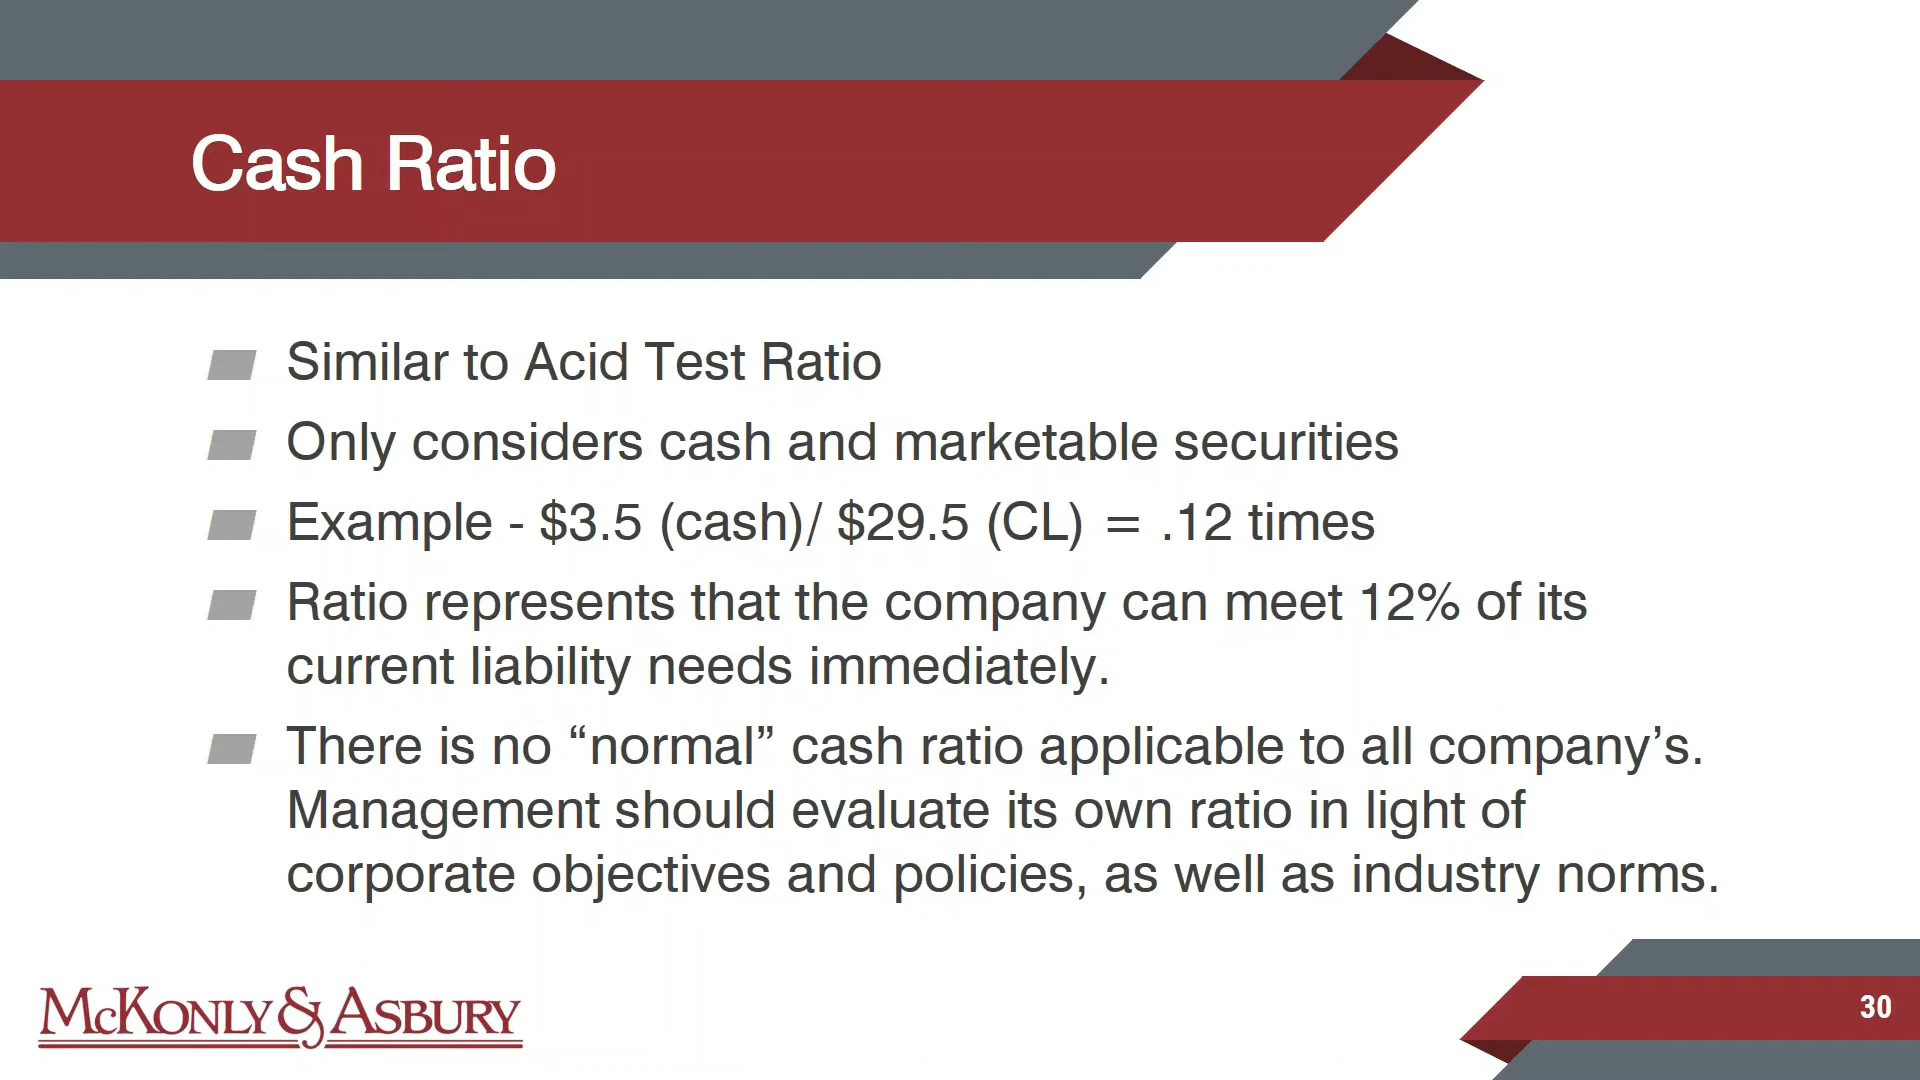 Cash Ratio
Similar to Acid Test Ratio
Only considers cash and marketable securities
Example - $3.5 (cash)/ $29.5 (CL) = .12 times
Ratio represents that the company can meet 12% of its
current liability needs immediately.
There is no “normal” cash ratio applicable to all company’s.
Management should evaluate its own ratio in light of
corporate objectives and policies, as well as industry norms.
McKonly & Asbury
30